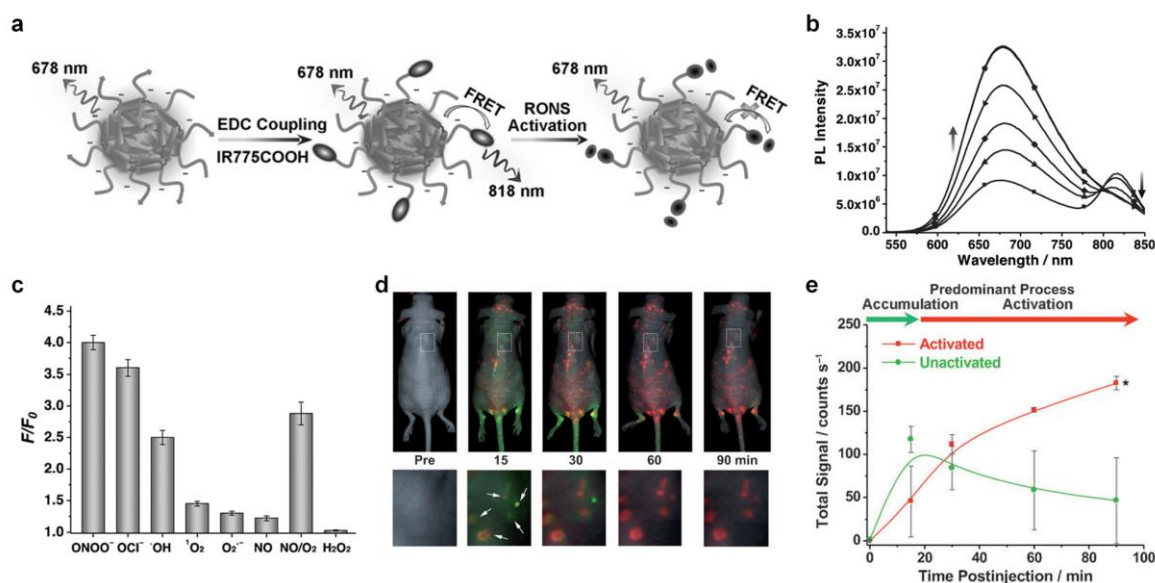 a
678 nm
EDC Coupling
IR775COOH
678 nm
FRET
818 nm
RONS
Activation
678 nm
FRET
b
3.5x10⁷
3.0x10⁷
2.5x10⁷
2.0x10⁷
1.5x10⁷
1.0x10⁷
5.0x10⁶
0.0
PL Intensity
550 600 650 700 750 800 850
Wavelength / nm
c
4.5
4.0
3.5
3.0
2.5
2.0
1.5
1.0
F/F₀
ONOO⁻ OCl⁻ ·OH ¹O₂ O₂·⁻ NO NO/O₂ H₂O₂
d
Pre 15 30 60 90 min
e
Predominant Process
Accumulation Activation
250
200
150
100
50
0
Total Signal / counts s⁻¹
Activated
Unactivated
*
0 20 40 60 80 100
Time Postinjection / min